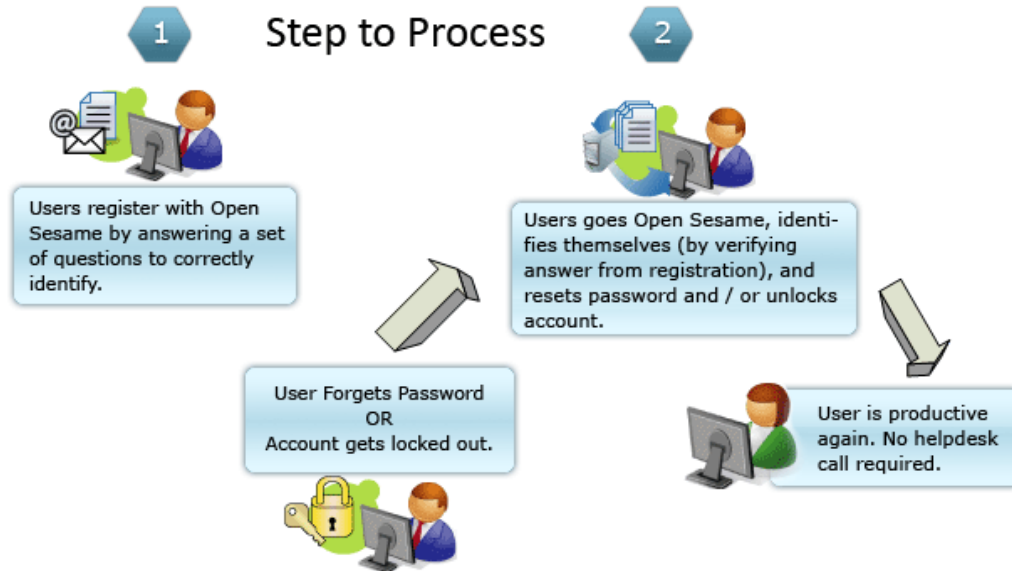 1
Step to Process
2
@
Users register with Open
Sesame by answering a set
of questions to correctly
identify.
User Forgets Password
OR
Account gets locked out.
Users goes Open Sesame, identi-
fies themselves (by verifying
answer from registration), and
resets password and / or unlocks
account.
User is productive
again. No helpdesk
call required.